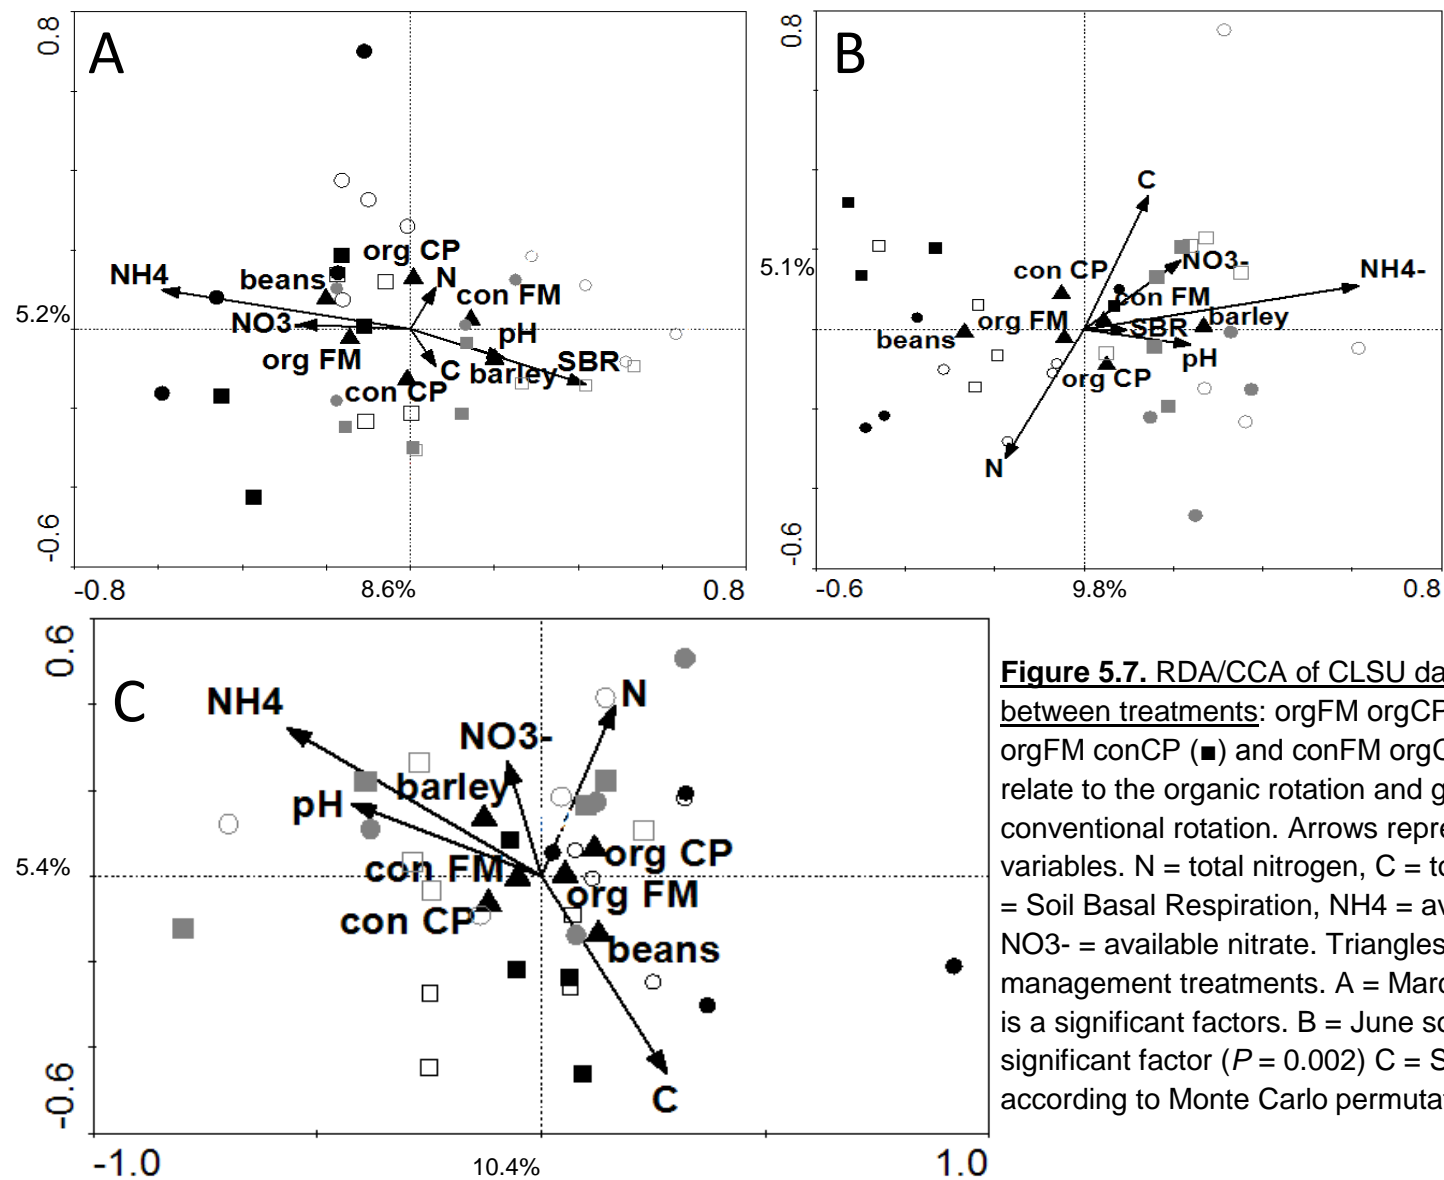 A
0.8
org CP
N
NH4
beans
con FM
5.2%
NO3
pH
org FM
SBR
C
barley
con CP
-0.6
-0.8
8.6%
0.8
B
0.8
C
5.1%
con CP
NO3-
NH4-
con FM
org FM
SBR
barley
beans
pH
org CP
N
-0.6
-0.6
9.8%
0.8
C
0.6
NH4
N
NO3-
barley
pH
5.4%
con FM
org CP
org FM
con CP
beans
C
-0.6
-1.0
10.4%
1.0
Figure 5.7. RDA/CCA of CLSU da
between treatments: orgFM orgCP
orgFM conCP (■) and conFM orgC
relate to the organic rotation and g
conventional rotation. Arrows repre
variables. N = total nitrogen, C = to
= Soil Basal Respiration, NH4 = av
NO3- = available nitrate. Triangles
management treatments. A = Marc
is a significant factors. B = June so
significant factor (P = 0.002) C = S
according to Monte Carlo permutat